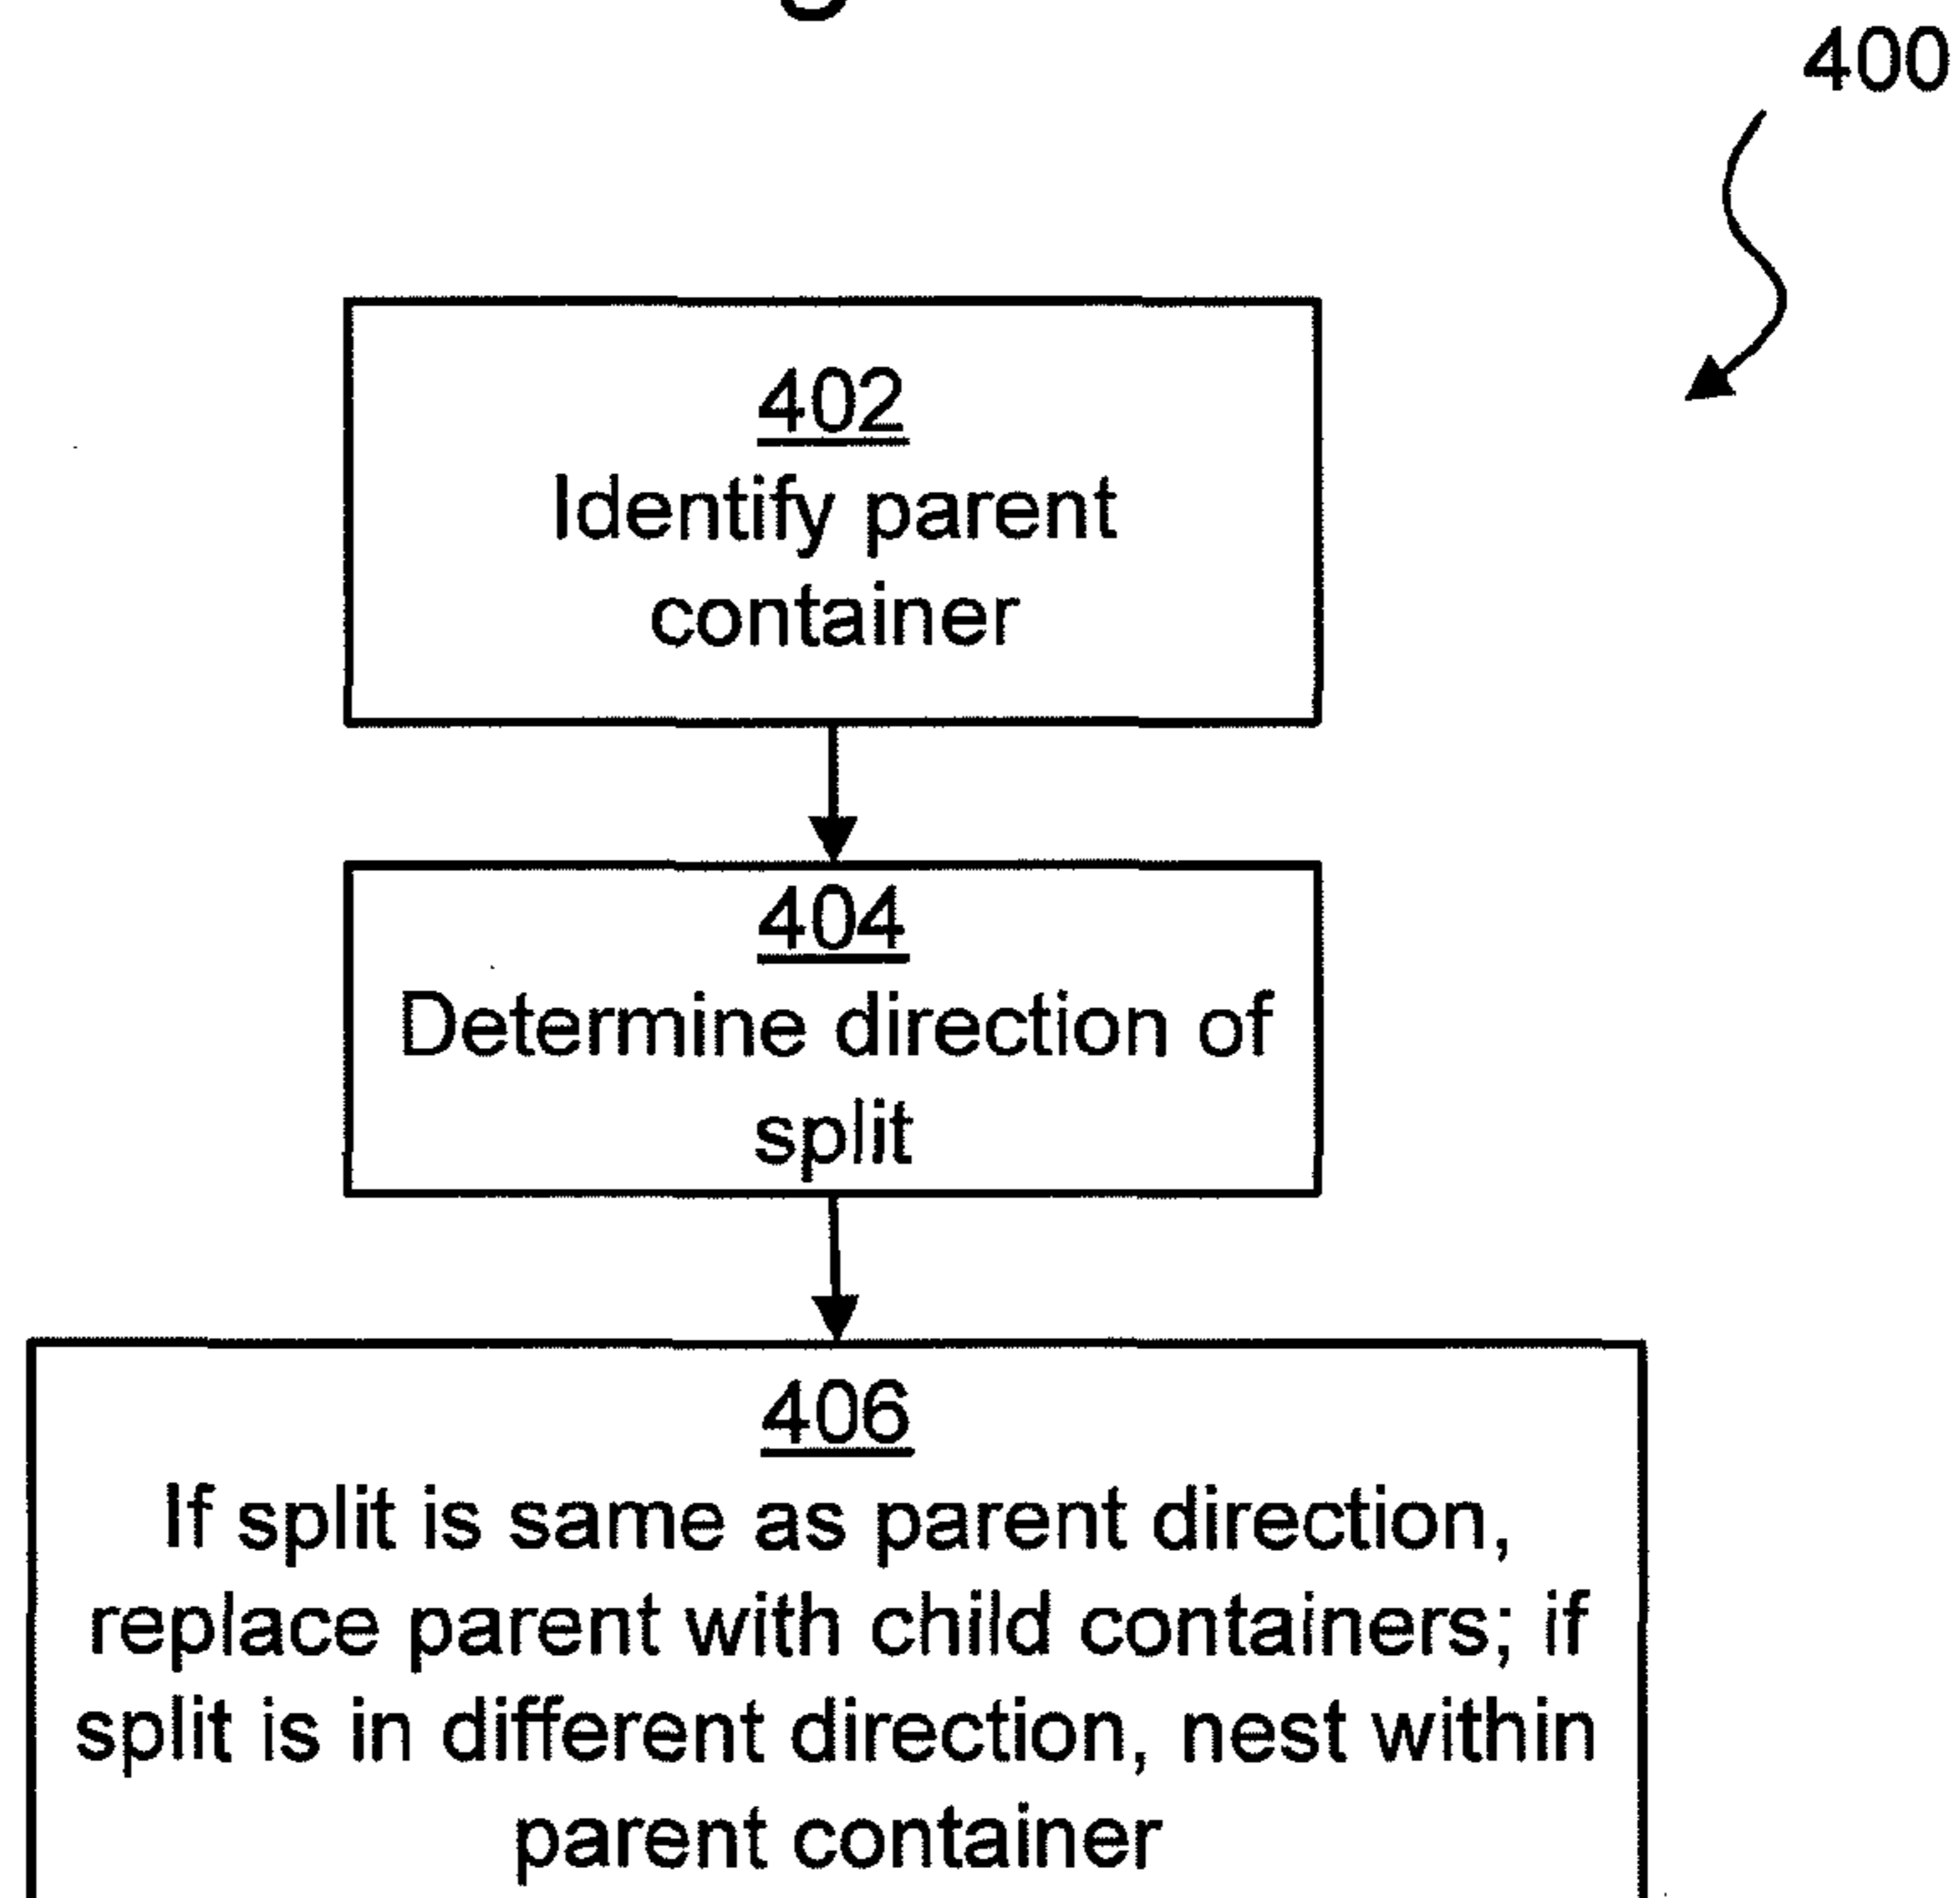 400
402
Identify parent
container
404
Determine direction of
split
406
If split is same as parent direction,
replace parent with child containers; if
split is in different direction, nest within
parent container